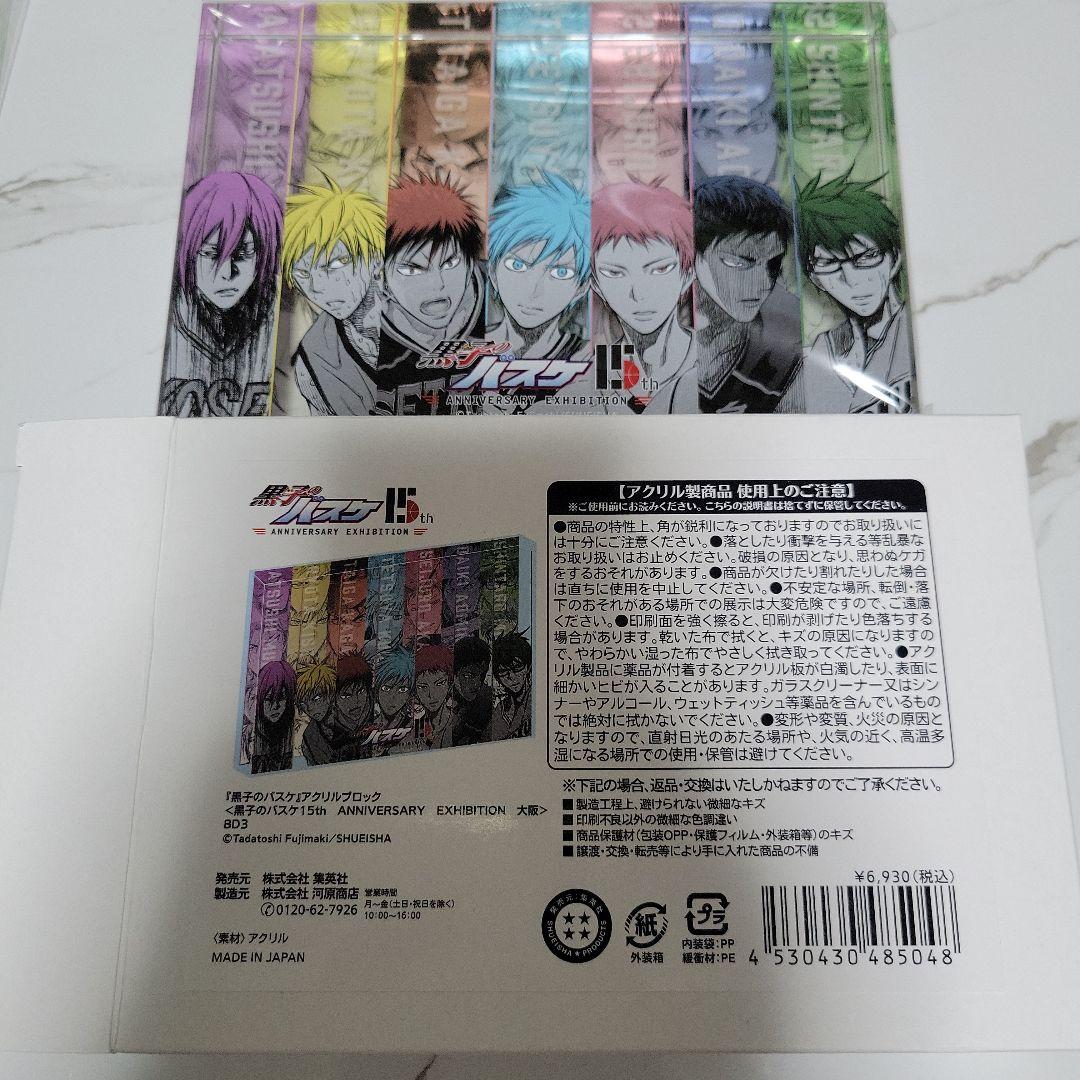 ATSUSHI
RYOTA K
TAIGA K
TETSUYA
SEIJURO
DAIKI AO
SHINTARO
黒子の
バスケ 15th
ANNIVERSARY EXHIBITION
黒子の
バスケ 15th
ANNIVERSARY EXHIBITION
黒子の
バスケ 15
『黒子のバスケ』アクリルブロック
<黒子のバスケ15th ANNIVERSARY EXHIBITION 大阪>
BD3
©Tadatoshi Fujimaki/SHUEISHA
発売元 株式会社 集英社
製造元 株式会社 河原商店
0120-62-7926
営業時間
月～金(土日・祝日を除く)
10:00～16:00
〈素材〉アクリル
MADE IN JAPAN
【アクリル製商品 使用上のご注意】
※ご使用前にお読みください。こちらの説明書は捨てずに保管してください。
●商品の特性上、角が鋭利になっておりますのでお取り扱いに
は十分にご注意ください。●落としたり衝撃を与える等乱暴な
お取り扱いはお止めください。破損の原因となり、思わぬケガ
をするおそれがあります。●商品が欠けたり割れたりした場合
は直ちに使用を中止してください。●不安定な場所、転倒・落
下のおそれがある場所での展示は大変危険ですので、ご遠慮
ください。●印刷面を強く擦ると、印刷が剥げたり色落ちする
場合があります。乾いた布で拭くと、キズの原因になりますの
で、やわらかい湿った布でやさしく拭き取ってください。●アク
リル製品に薬品が付着するとアクリル板が白濁したり、表面に
細かいヒビが入ることがあります。ガラスクリーナー又はシン
ナーやアルコール、ウェットティッシュ等薬品を含んでいるもの
では絶対に拭かないでください。●変形や変質、火災の原因と
なりますので、直射日光のあたる場所や、火気の近く、高温多
湿になる場所での使用・保管は避けてください。
※下記の場合、返品・交換はいたしかねますのでご了承ください。
■製造工程上、避けられない微細なキズ
■印刷不良以外の微細な色調違い
■商品保護材(包装OPP・保護フィルム・外装箱等)のキズ
■譲渡・交換・転売等により手に入れた商品の不備
¥6,930(税込)
発売元・集英社
SHUEISHA ★ PRODUCTS
紙
外装箱
プラ
内装袋:PP
緩衝材:PE
4 530430 485048